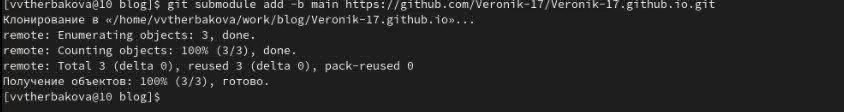 [vvtherbakova@10 blog]$ git submodule add -b main https://github.com/Veronik-17/Veronik-17.github.io.git
Клонирование в «/home/vvtherbakova/work/blog/Veronik-17.github.io»...
remote: Enumerating objects: 3, done.
remote: Counting objects: 100% (3/3), done.
remote: Total 3 (delta 0), reused 3 (delta 0), pack-reused 0
Получение объектов: 100% (3/3), готово.
[vvtherbakova@10 blog]$